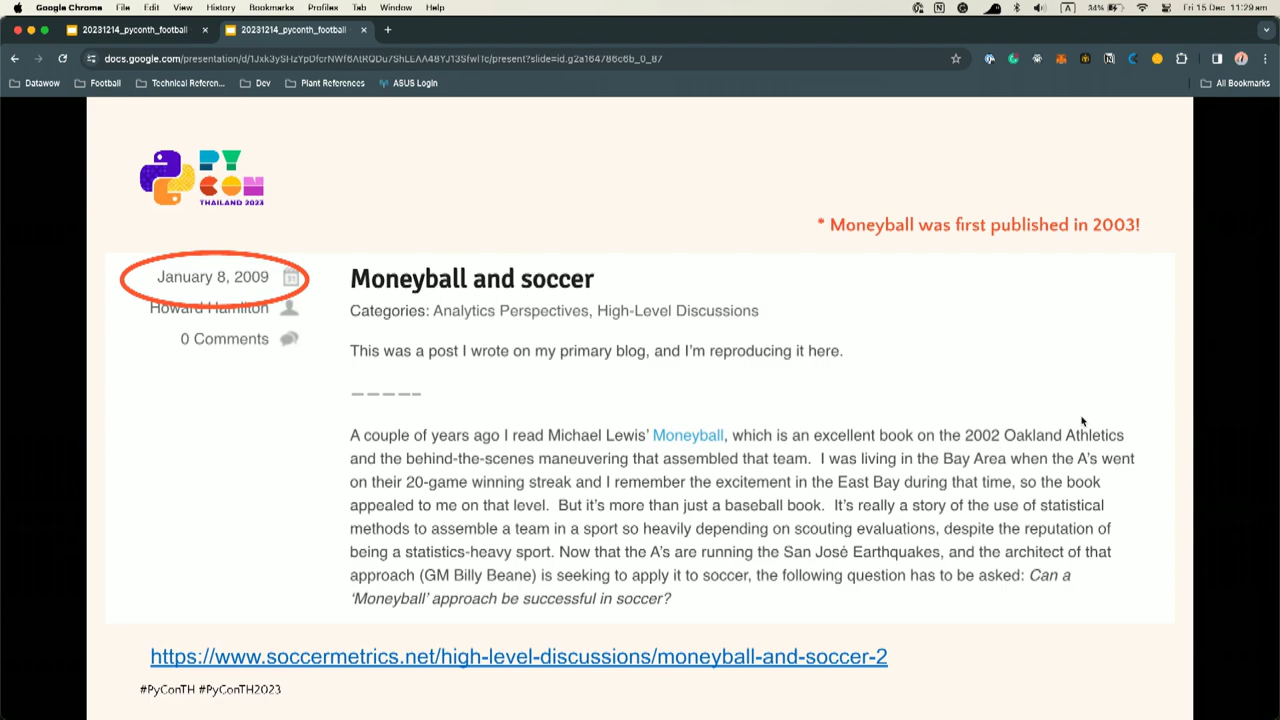 Google Chrome File Edit View History Bookmarks Profiles Tab Window Help
A 34% Fri 15 Dec 11:29 am
20231214_pyconth_football 20231214_pyconth_football
Datawow Football Technical Referen... Dev Plant References ASUS Login All Bookmarks
PY
CON
THAILAND 2023
* Moneyball was first published in 2003!
January 8, 2009
Moneyball and soccer
Howard Hamilton
Categories: Analytics Perspectives, High-Level Discussions
0 Comments
This was a post I wrote on my primary blog, and I'm reproducing it here.
—————
A couple of years ago I read Michael Lewis' Moneyball, which is an excellent book on the 2002 Oakland Athletics
and the behind-the-scenes maneuvering that assembled that team. I was living in the Bay Area when the A's went
on their 20-game winning streak and I remember the excitement in the East Bay during that time, so the book
appealed to me on that level. But it's more than just a baseball book. It's really a story of the use of statistical
methods to assemble a team in a sport so heavily depending on scouting evaluations, despite the reputation of
being a statistics-heavy sport. Now that the A's are running the San José Earthquakes, and the architect of that
approach (GM Billy Beane) is seeking to apply it to soccer, the following question has to be asked: Can a
'Moneyball' approach be successful in soccer?
https://www.soccermetrics.net/high-level-discussions/moneyball-and-soccer-2
#PyConTH #PyConTH2023